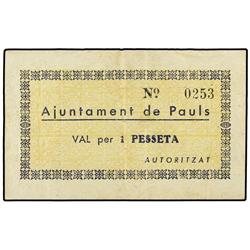 Nº 0253
Ajuntament de Pauls
VAL per 1 PESSETA
AUTORITZAT